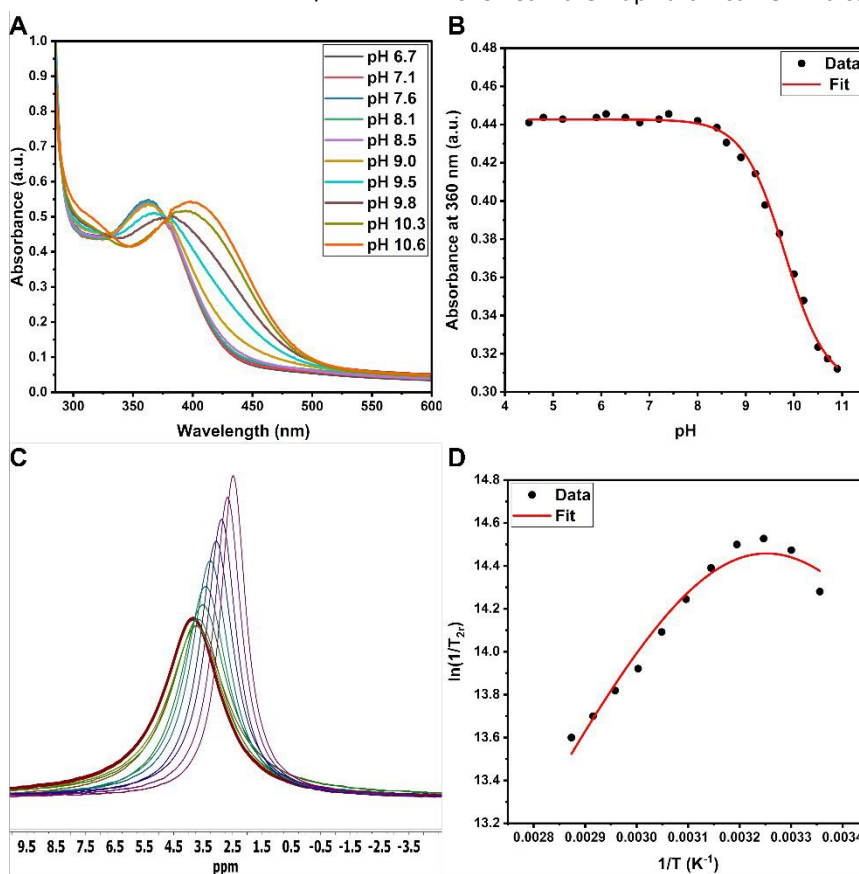 A
1.0
0.9
0.8
0.7
0.6
0.5
0.4
0.3
0.2
0.1
0.0
Absorbance (a.u.)
300 350 400 450 500 550 600
Wavelength (nm)
pH 6.7
pH 7.1
pH 7.6
pH 8.1
pH 8.5
pH 9.0
pH 9.5
pH 9.8
pH 10.3
pH 10.6
B
0.48
0.44
0.42
0.40
0.38
0.36
0.34
0.32
0.30
Absorbance at 360 nm (a.u.)
4 5 6 7 8 9 10 11
pH
Data
Fit
C
9.5 8.5 7.5 6.5 5.5 4.5 3.5 2.5 1.5 0.5 -0.5 -1.5 -2.5 -3.5
ppm
D
14.8
14.6
14.4
14.2
14.0
13.8
13.6
13.4
13.2
ln(1/T2r)
0.0028 0.0029 0.0030 0.0031 0.0032 0.0033 0.0034
1/T (K⁻¹)
Data
Fit